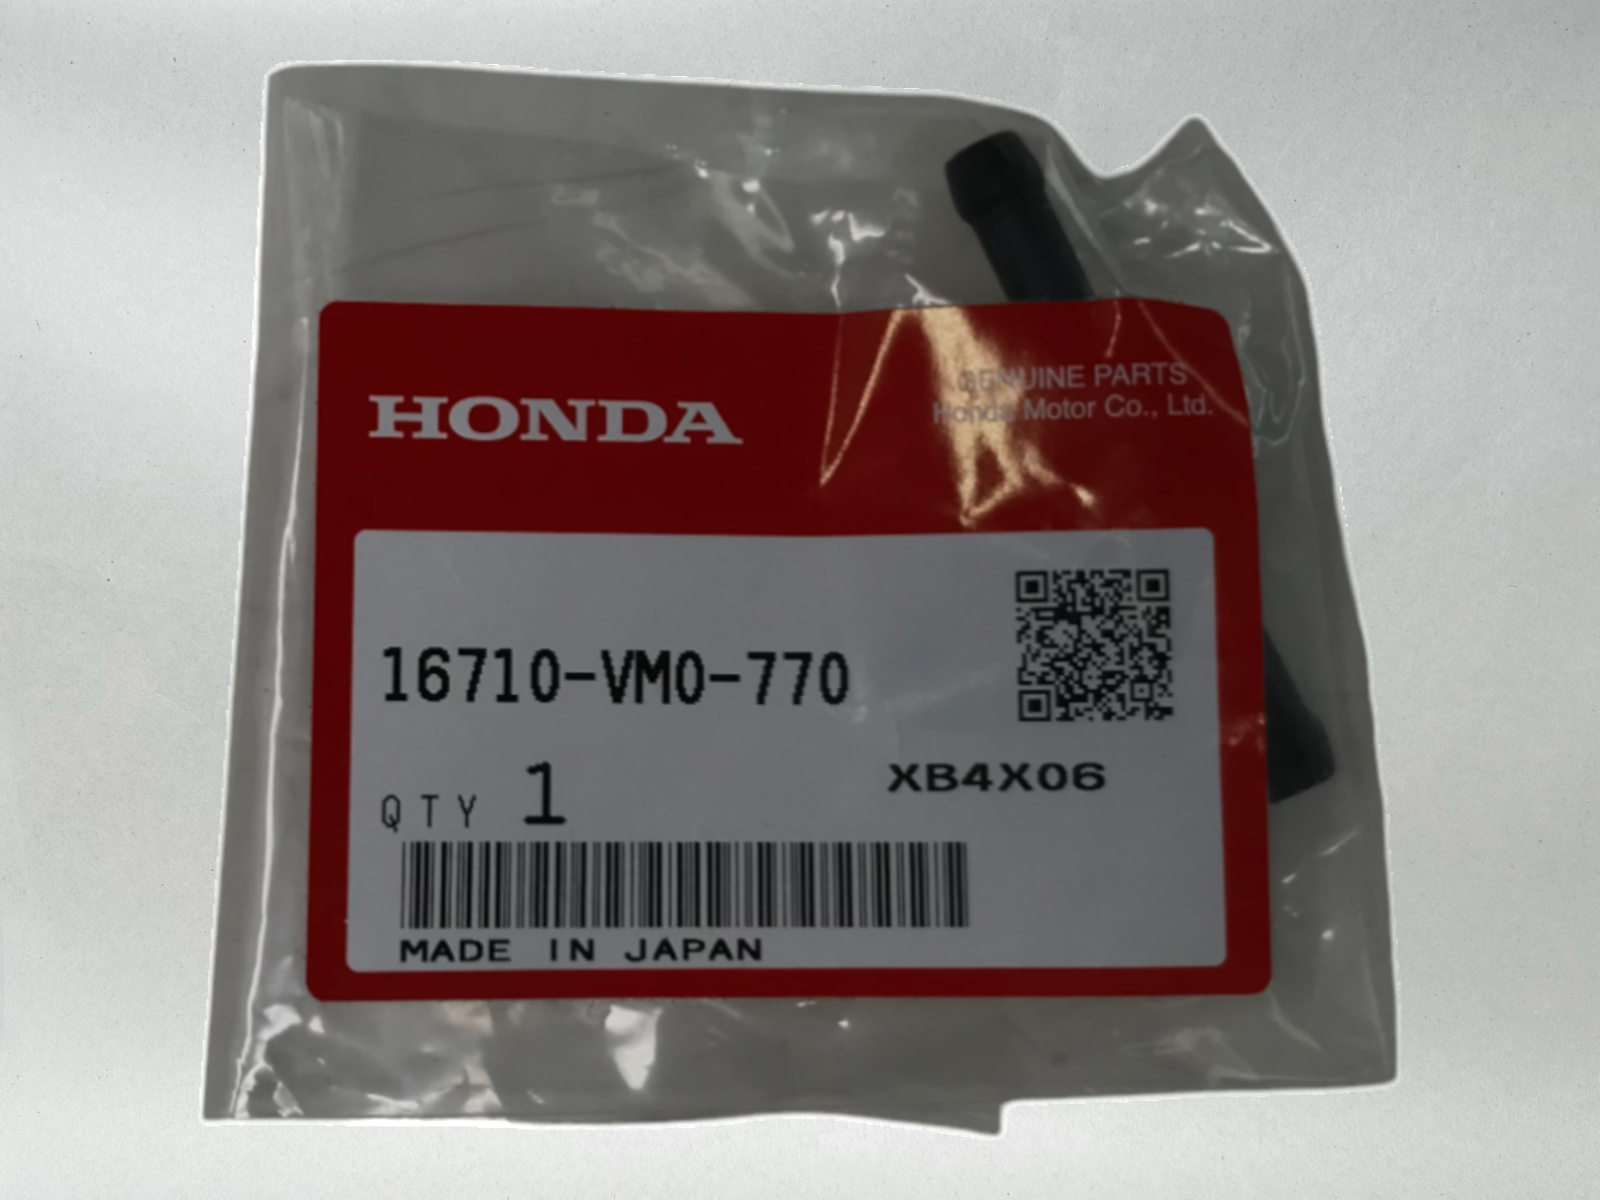 HONDA
GENUINE PARTS
Honda Motor Co., Ltd.
16710-VM0-770
QTY 1
XB4X06
MADE IN JAPAN